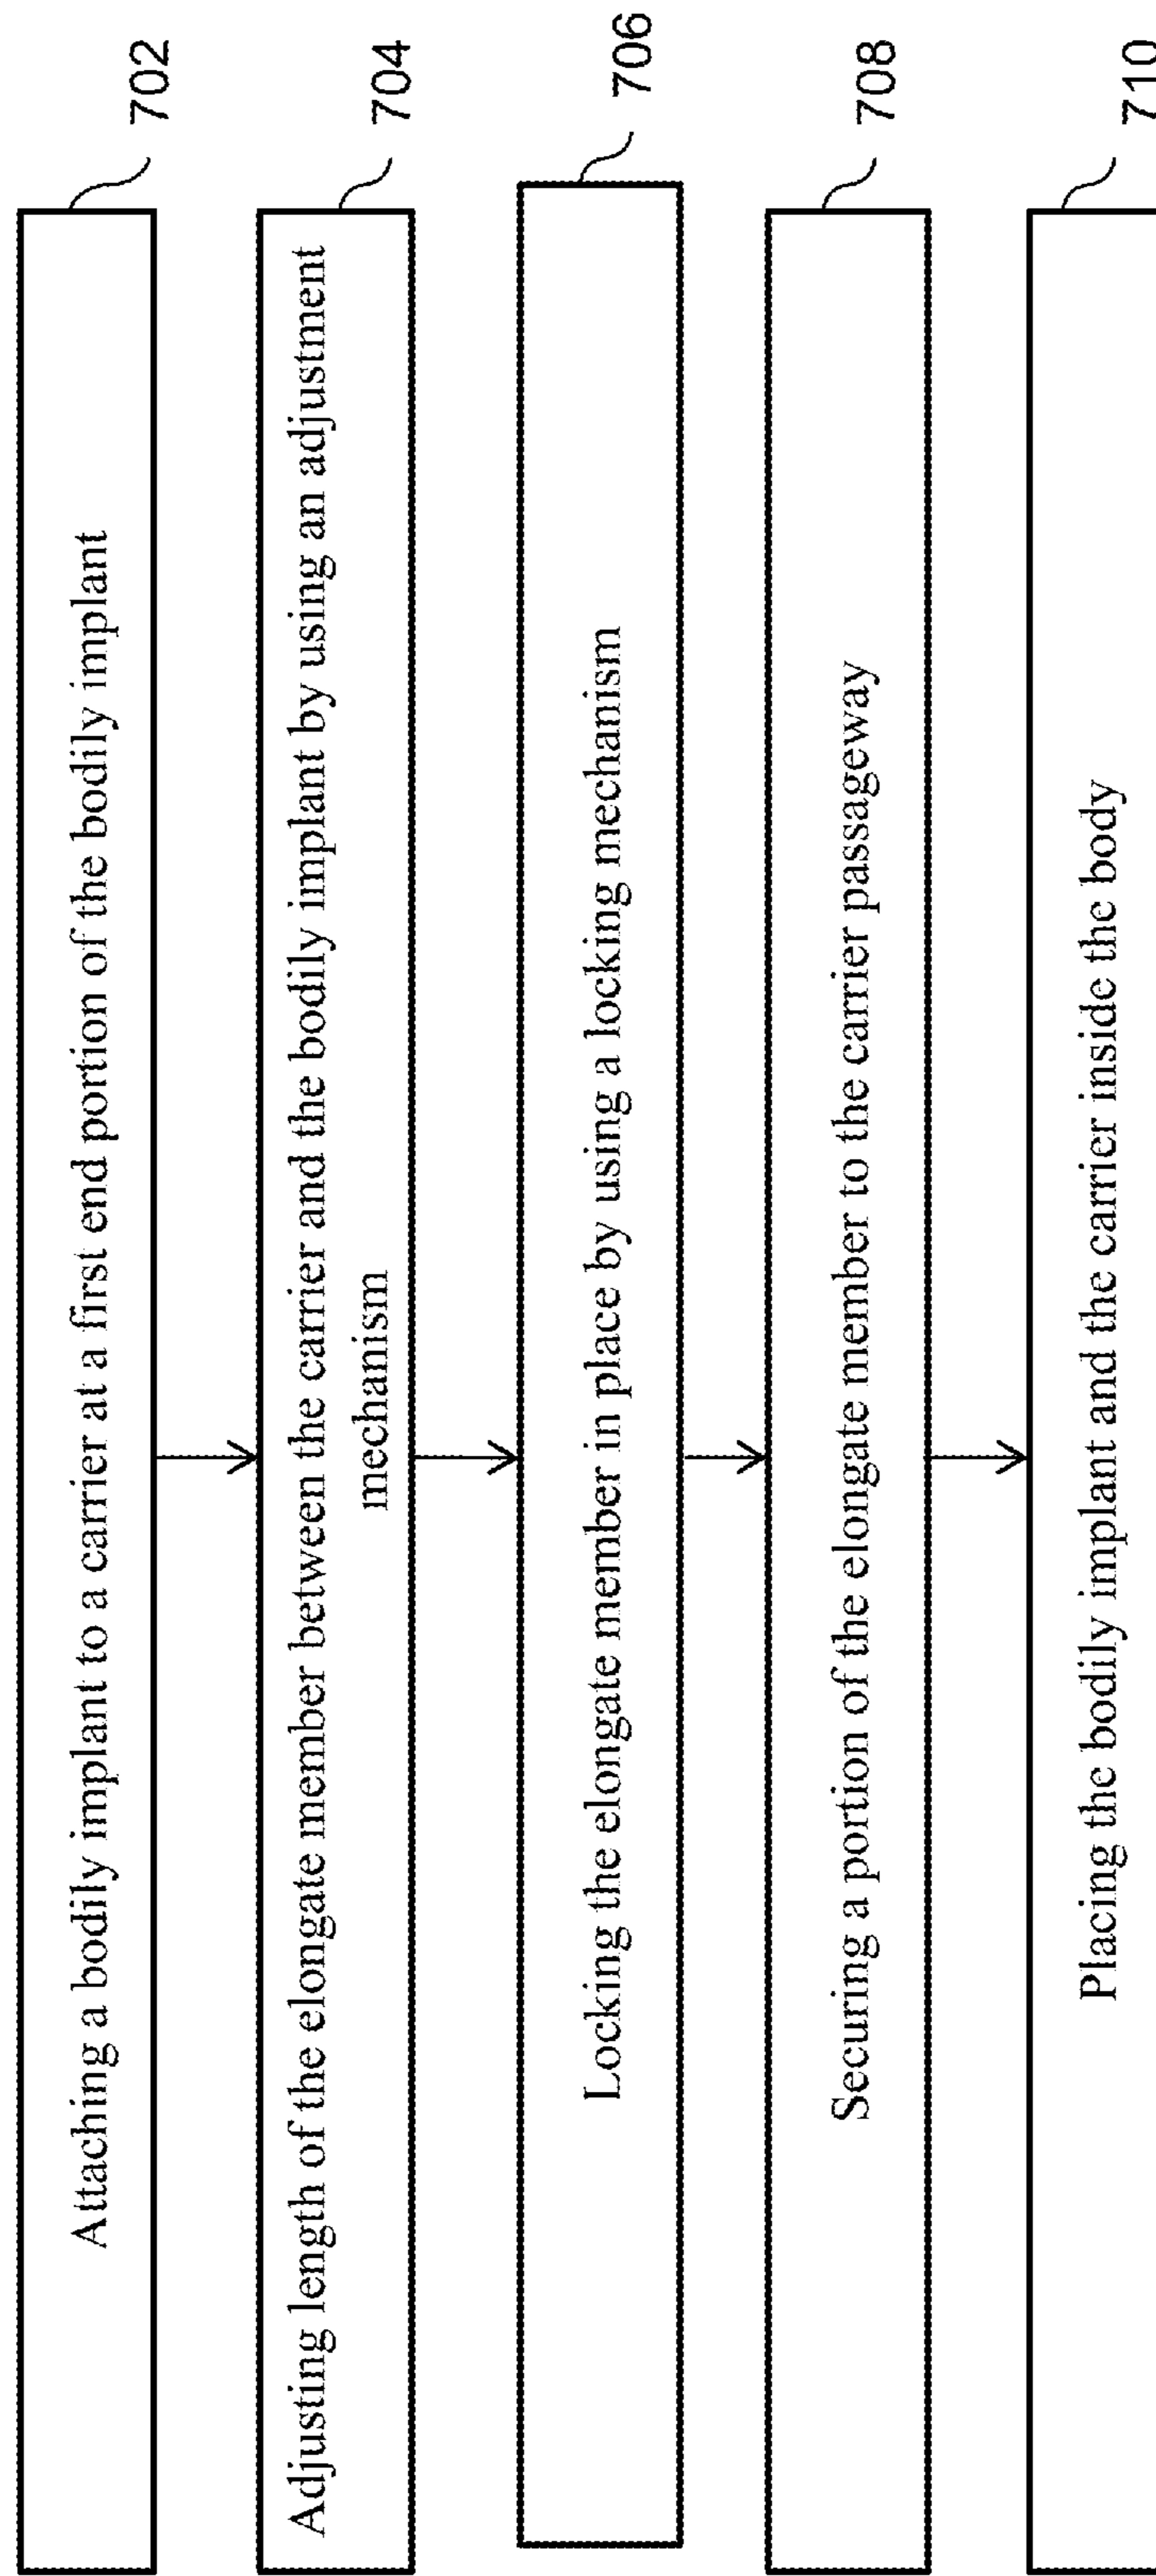 Attaching a bodily implant to a carrier at a first end portion of the bodily implant
702
Adjusting length of the elongate member between the carrier and the bodily implant by using an adjustment
mechanism
704
Locking the elongate member in place by using a locking mechanism
706
Securing a portion of the elongate member to the carrier passageway
708
Placing the bodily implant and the carrier inside the body
710